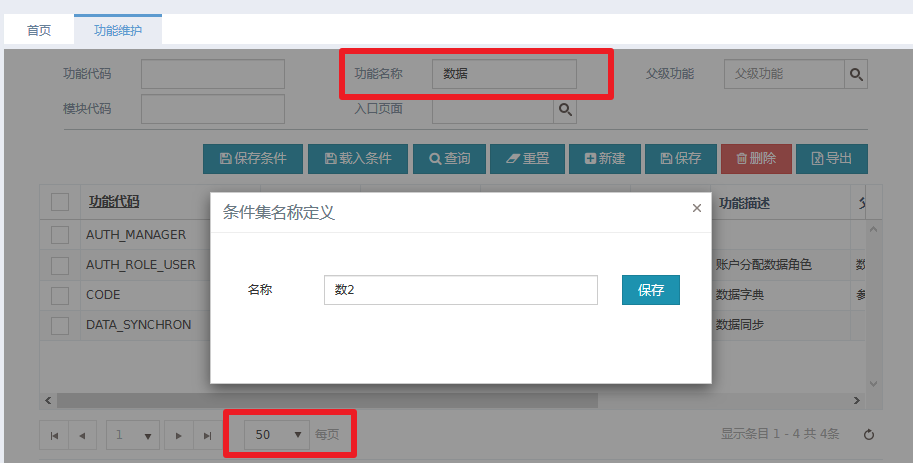 首页 功能维护
功能代码 功能名称 数据 父级功能 父级功能
模块代码 入口页面
保存条件 载入条件 查询 重置 新建 保存 删除 导出
功能代码 功能描述
条件集名称定义 ×
AUTH_MANAGER
AUTH_ROLE_USER 账户分配数据角色 数
名称 数2 保存
CODE 数据字典 参
DATA_SYNCHRON 数据同步
1 50 每页 显示条目 1 - 4 共 4条